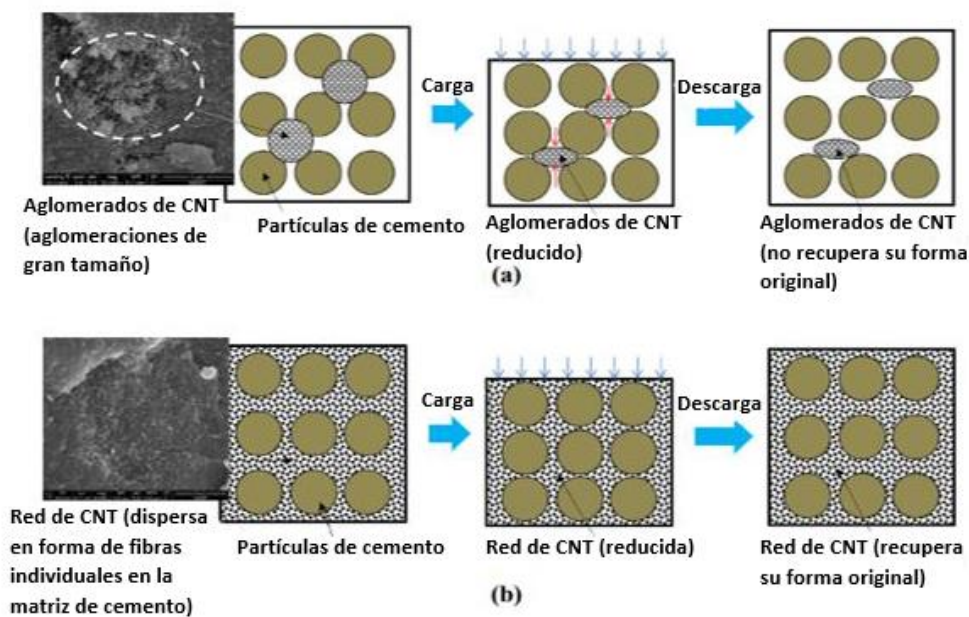 Carga
Descarga
Aglomerados de CNT
(aglomeraciones de
gran tamaño)
Partículas de cemento
Aglomerados de CNT
(reducido)
Aglomerados de CNT
(no recupera su forma
original)
(a)
Carga
Descarga
Red de CNT (dispersa
en forma de fibras
individuales en la
matriz de cemento)
Partículas de cemento
Red de CNT (reducida)
Red de CNT (recupera
su forma original)
(b)